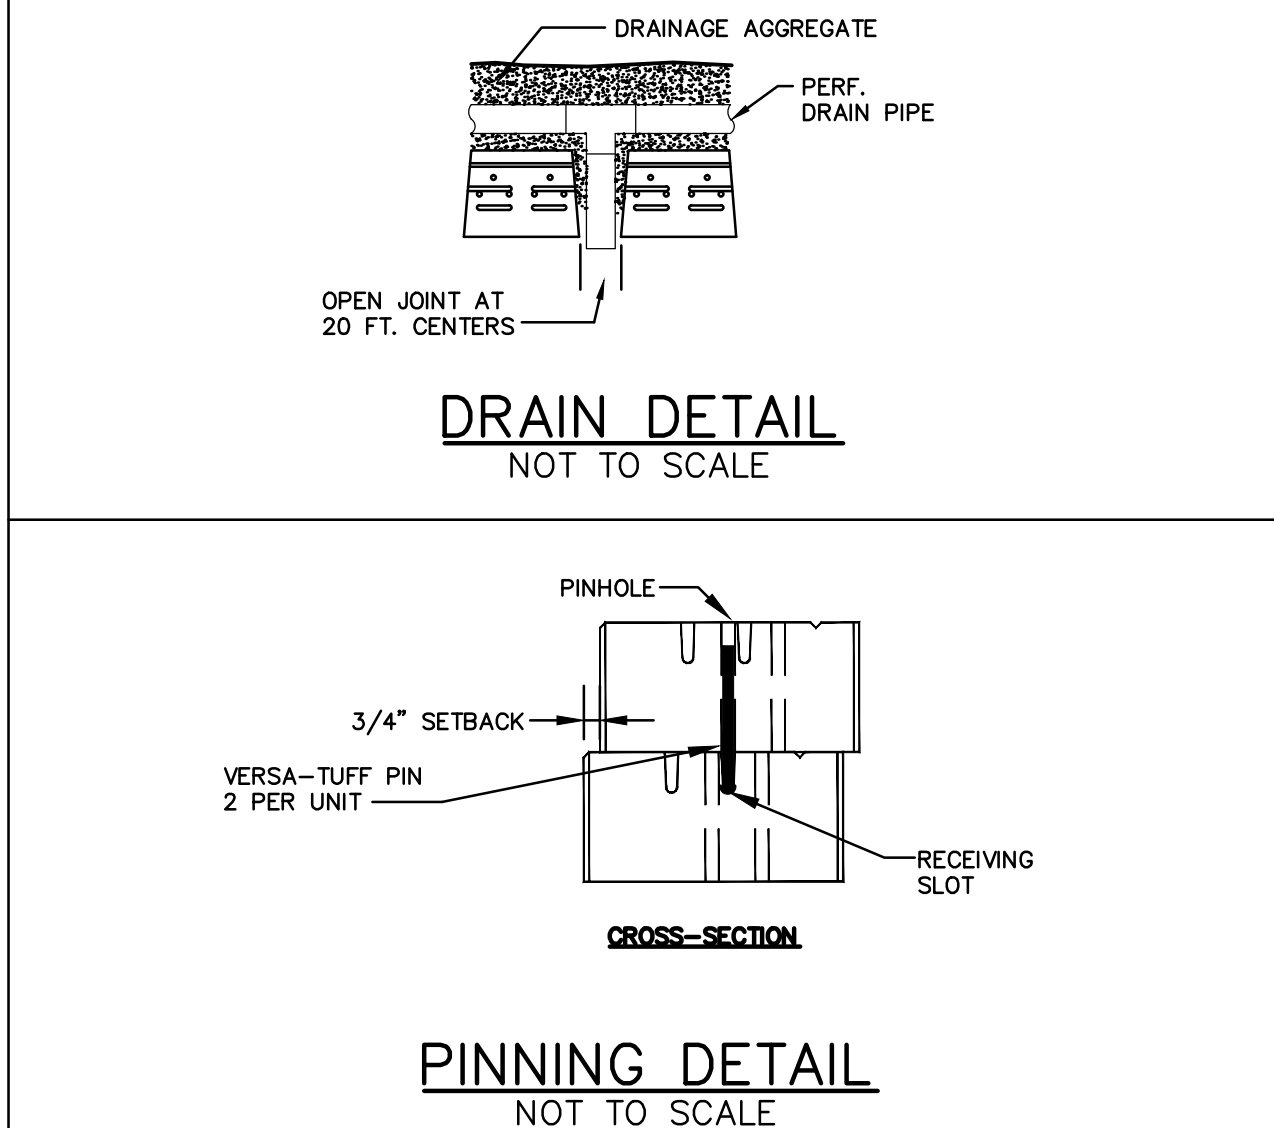 DRAINAGE AGGREGATE
PERF.
DRAIN PIPE
OPEN JOINT AT
20 FT. CENTERS
DRAIN DETAIL
NOT TO SCALE
PINHOLE
3/4" SETBACK
VERSA-TUFF PIN
2 PER UNIT
RECEIVING
SLOT
CROSS-SECTION
PINNING DETAIL
NOT TO SCALE